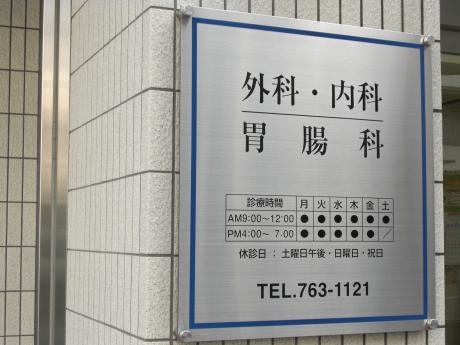 外科・内科
胃腸科
診療時間 月 火 水 木 金 土
AM9:00~12:00 ● ● ● ● ● ●
PM4:00~ 7:00 ● ● ● ● ● ／
休診日：土曜日午後・日曜日・祝日
TEL.763-1121